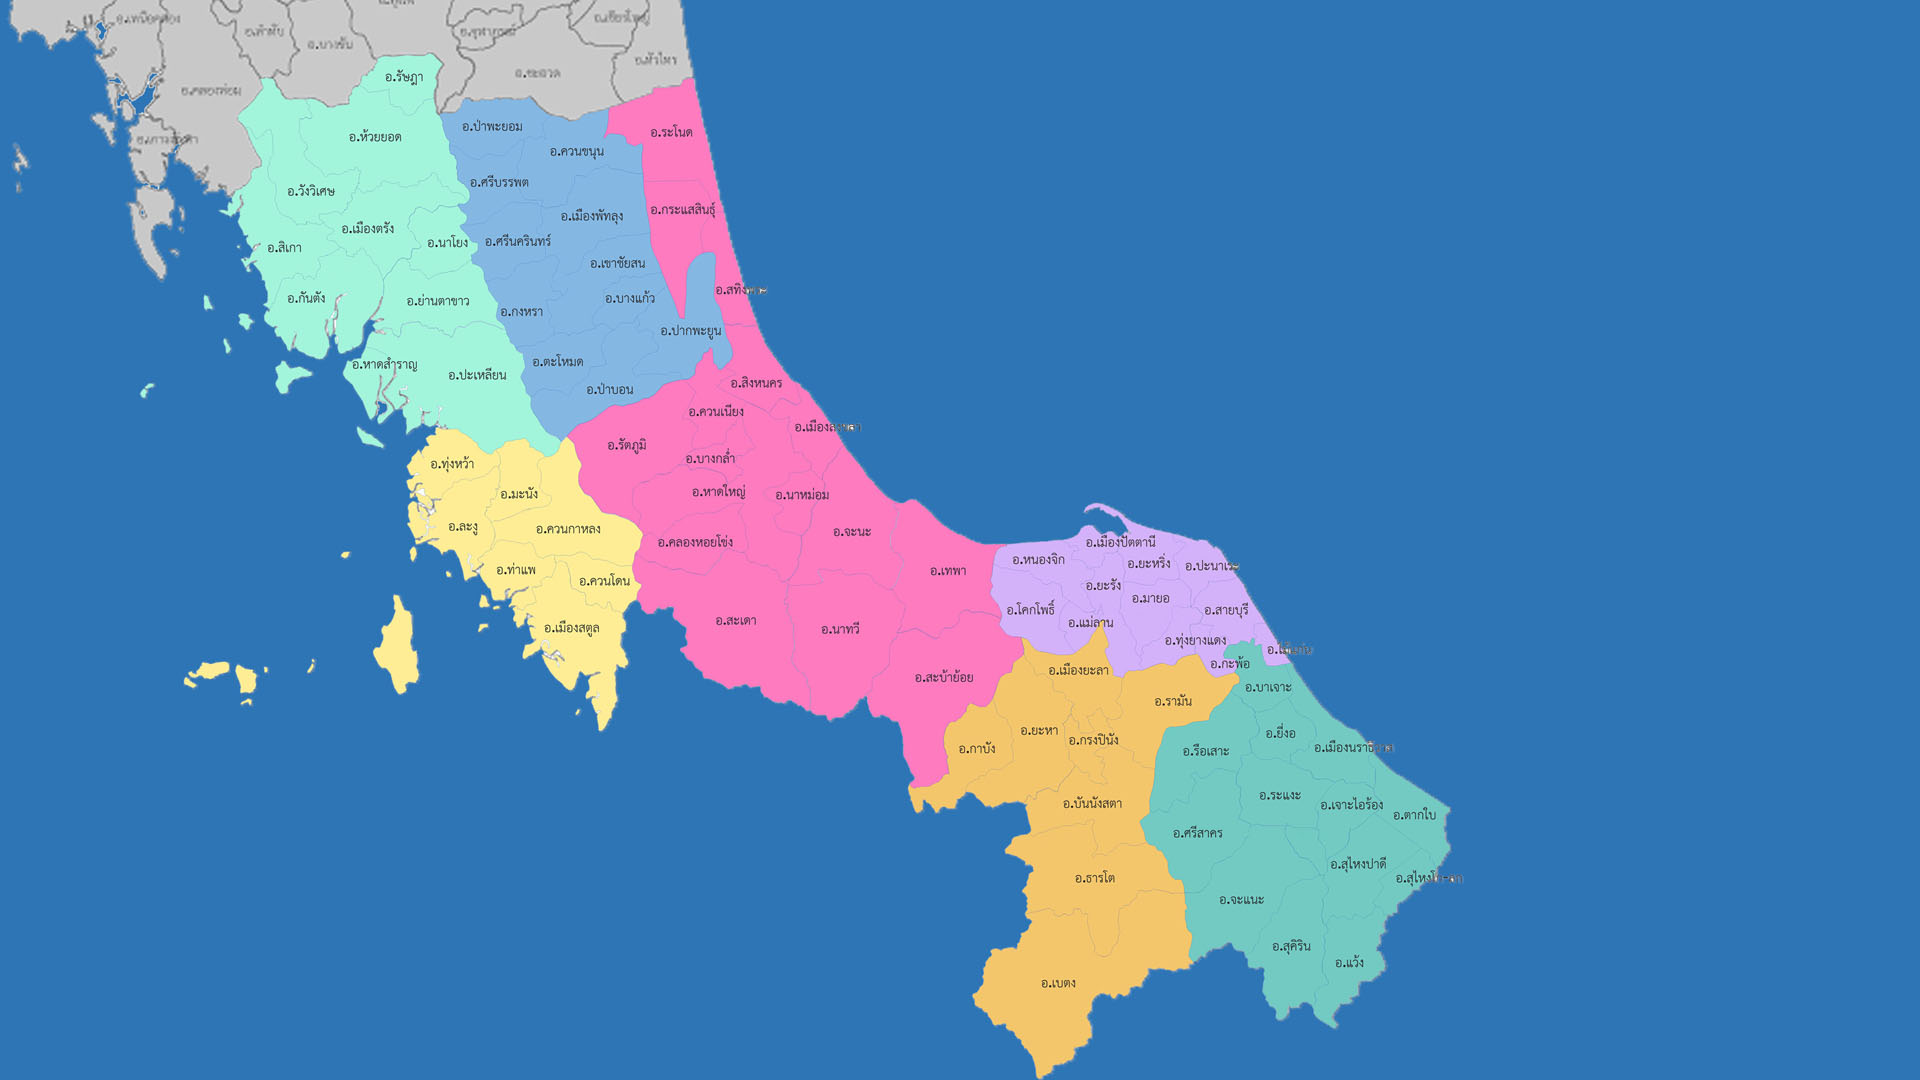 อ.เหนือคลอง
อ.ลำทับ
อ.บางขัน
อ.จุฬาภรณ์
อ.เชียรใหญ่
อ.หัวไทร
อ.ชะอวด
อ.คลองท่อม
อ.เกาะลันตา
อ.รัษฎา
อ.ห้วยยอด
อ.วังวิเศษ
อ.เมืองตรัง
อ.นาโยง
อ.สิเกา
อ.กันตัง
อ.ย่านตาขาว
อ.หาดสำราญ
อ.ปะเหลียน
อ.ป่าพะยอม
อ.ควนขนุน
อ.ศรีบรรพต
อ.เมืองพัทลุง
อ.ศรีนครินทร์
อ.เขาชัยสน
อ.บางแก้ว
อ.กงหรา
อ.ปากพะยูน
อ.ตะโหมด
อ.ป่าบอน
อ.ระโนด
อ.กระแสสินธุ์
อ.สทิงพระ
อ.สิงหนคร
อ.ควนเนียง
อ.เมืองสงขลา
อ.รัตภูมิ
อ.บางกล่ำ
อ.หาดใหญ่
อ.นาหม่อม
อ.จะนะ
อ.คลองหอยโข่ง
อ.เทพา
อ.สะเดา
อ.นาทวี
อ.สะบ้าย้อย
อ.ทุ่งหว้า
อ.มะนัง
อ.ละงู
อ.ควนกาหลง
อ.ท่าแพ
อ.ควนโดน
อ.เมืองสตูล
อ.เมืองปัตตานี
อ.หนองจิก
อ.ยะหริ่ง
อ.ปะนาเระ
อ.ยะรัง
อ.มายอ
อ.โคกโพธิ์
อ.สายบุรี
อ.แม่ลาน
อ.ทุ่งยางแดง
อ.ไม้แก่น
อ.กะพ้อ
อ.เมืองยะลา
อ.รามัน
อ.ยะหา
อ.กรงปินัง
อ.กาบัง
อ.บันนังสตา
อ.ธารโต
อ.เบตง
อ.บาเจาะ
อ.ยี่งอ
อ.เมืองนราธิวาส
อ.รือเสาะ
อ.ระแงะ
อ.เจาะไอร้อง
อ.ตากใบ
อ.ศรีสาคร
อ.สุไหงปาดี
อ.สุไหงโก-ลก
อ.จะแนะ
อ.สุคิริน
อ.แว้ง